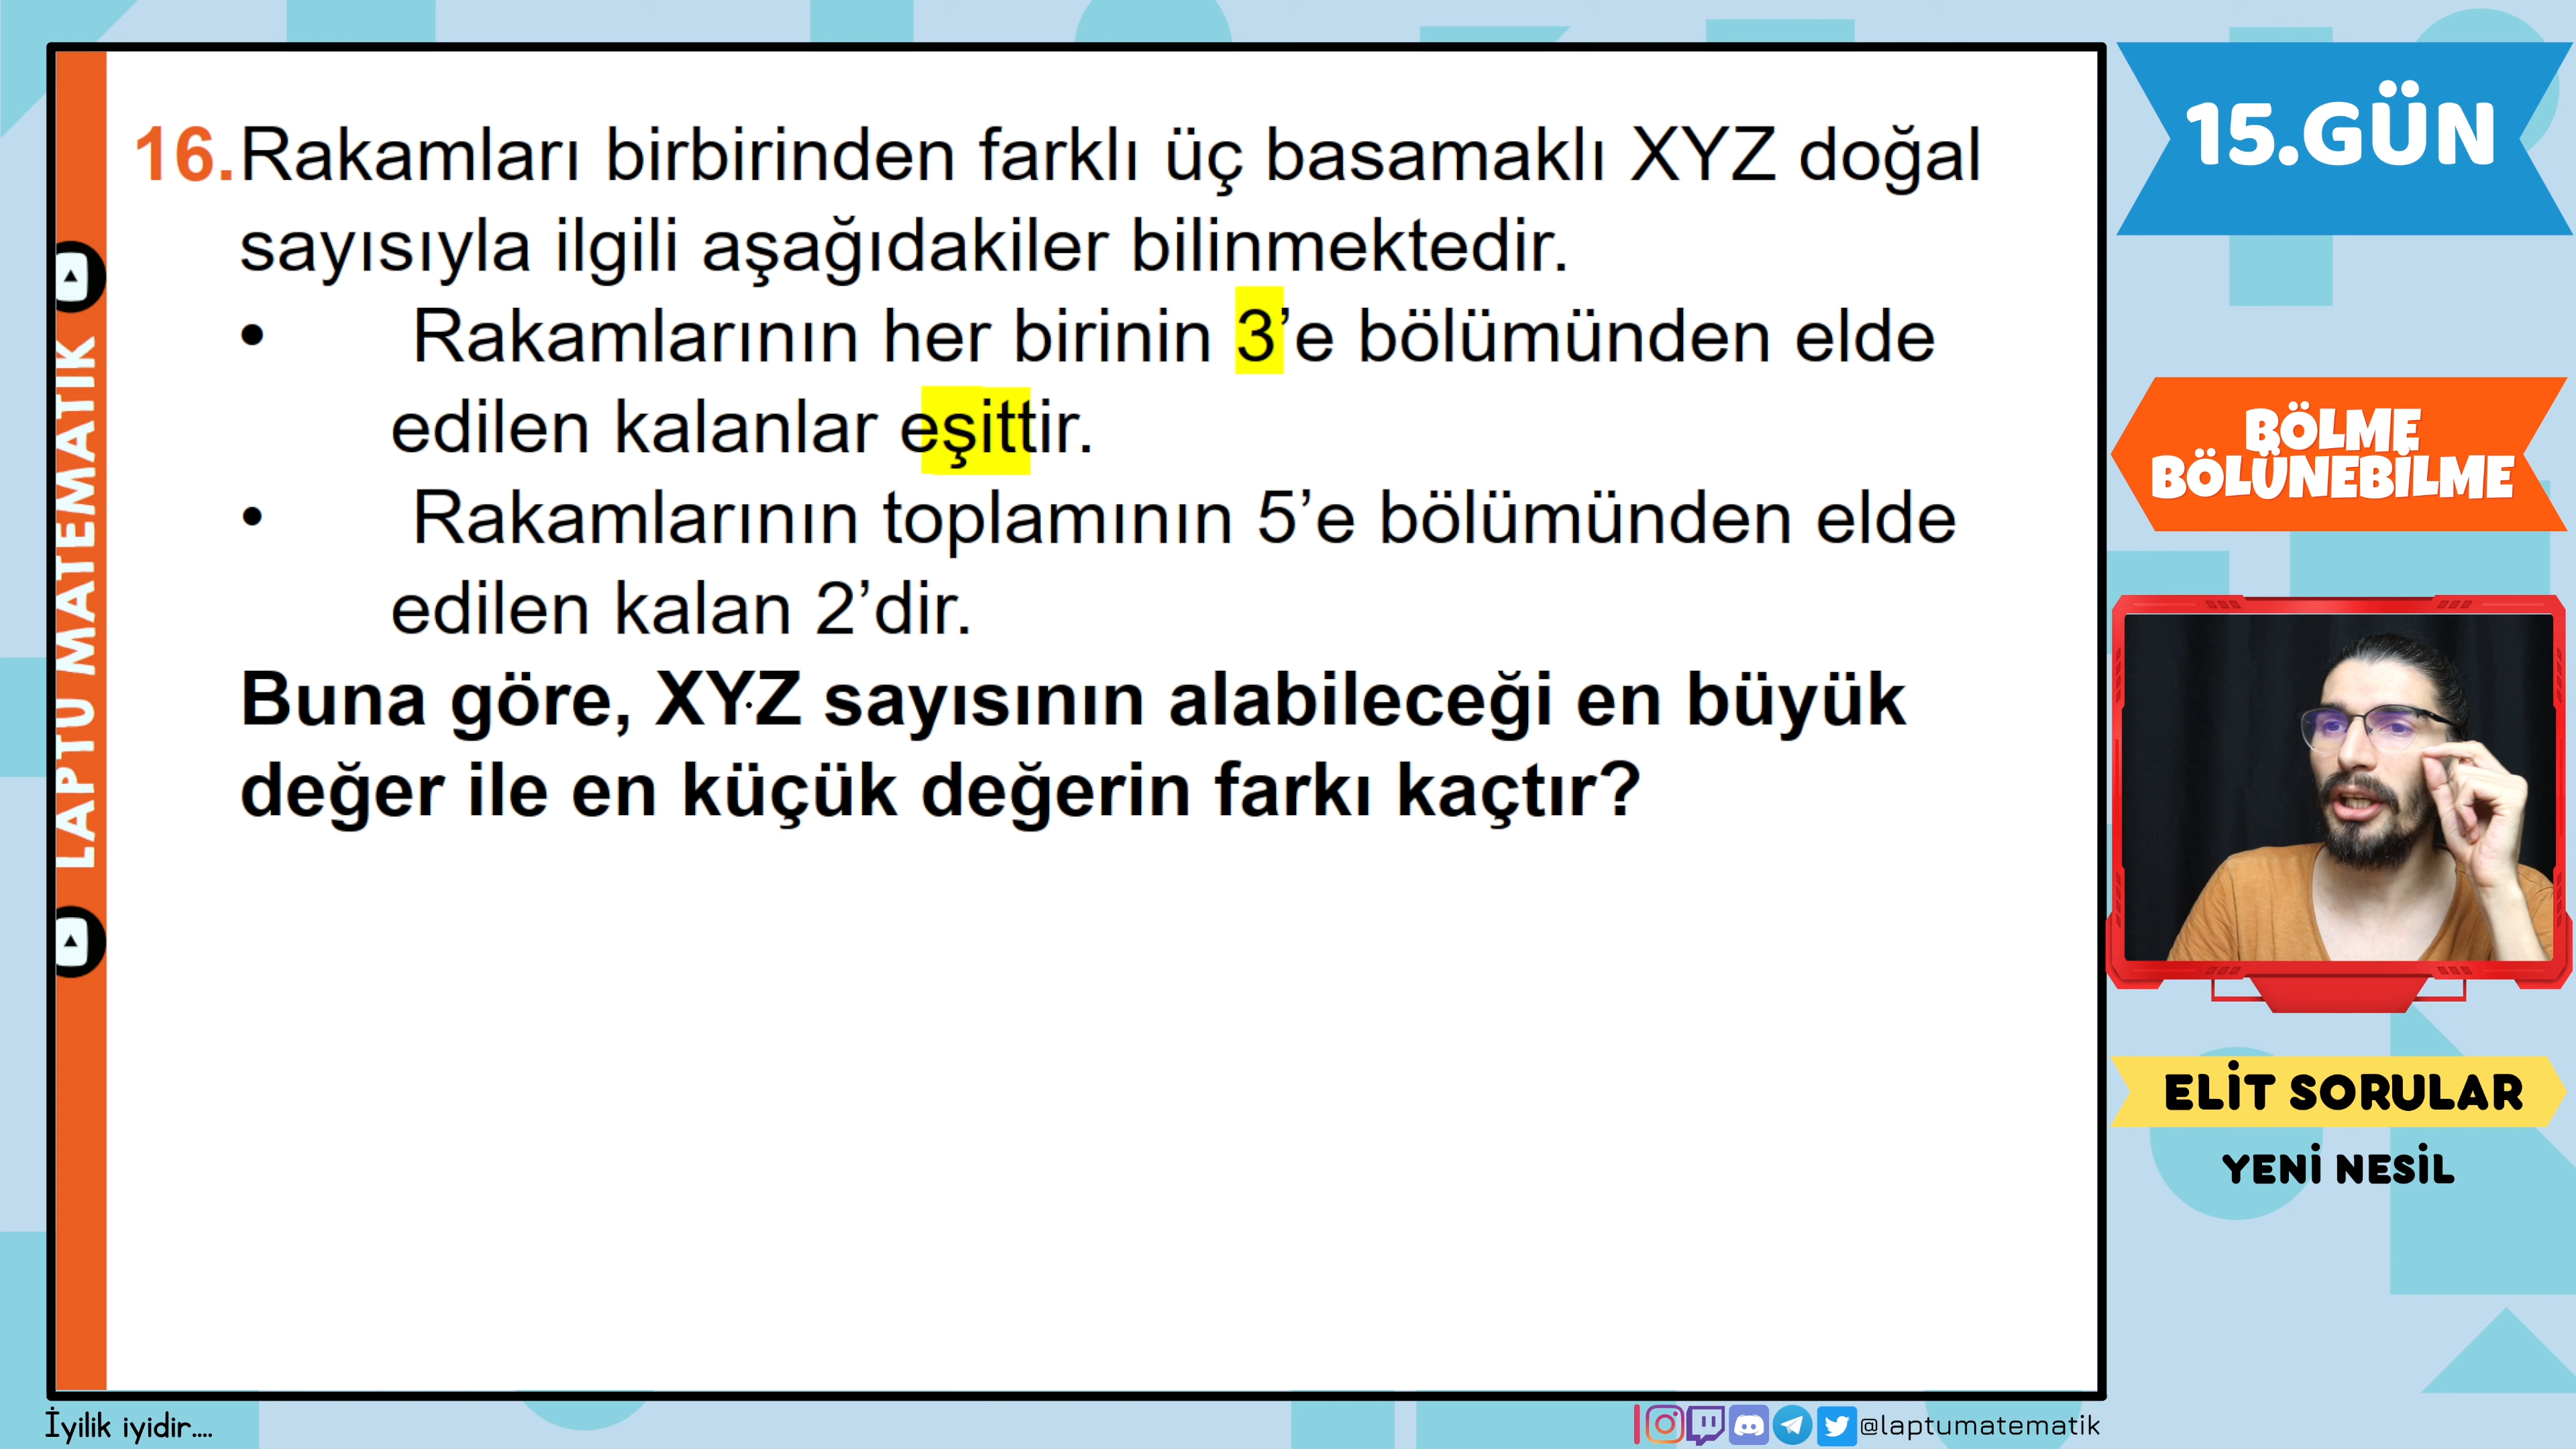 16. Rakamları birbirinden farklı üç basamaklı XYZ doğal
sayısıyla ilgili aşağıdakiler bilinmektedir.
• Rakamlarının her birinin 3’e bölümünden elde
edilen kalanlar eşittir.
• Rakamlarının toplamının 5’e bölümünden elde
edilen kalan 2’dir.
Buna göre, XYZ sayısının alabileceği en büyük
değer ile en küçük değerin farkı kaçtır?
LAPTU MATEMATIK
15.GÜN
BÖLME
BÖLÜNEBİLME
ELİT SORULAR
YENİ NESİL
İyilik iyidir....
@laptumatematik